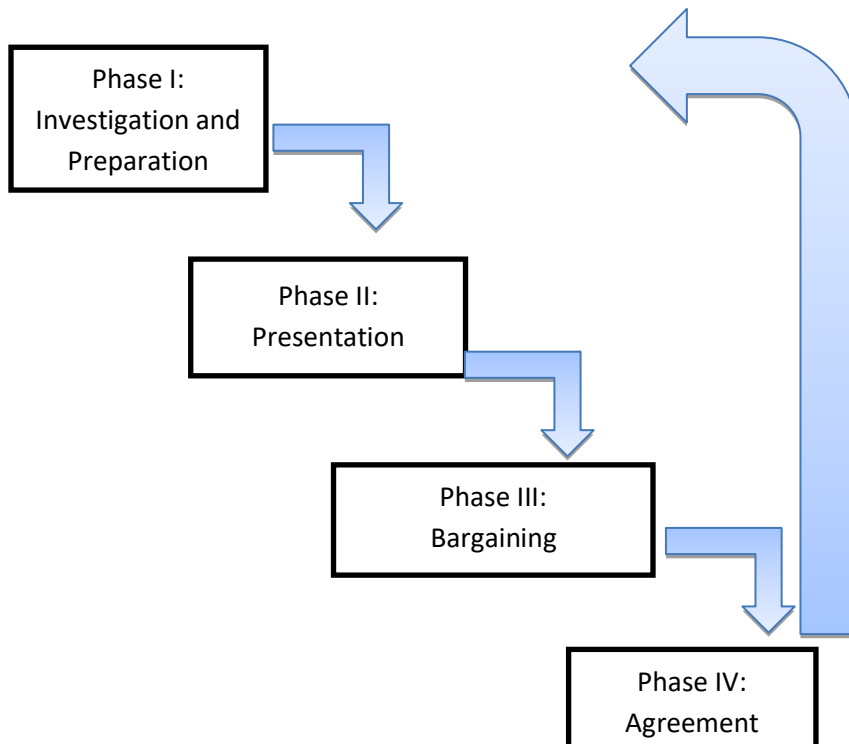 Phase I:
Investigation and
Preparation
Phase II:
Presentation
Phase III:
Bargaining
Phase IV:
Agreement